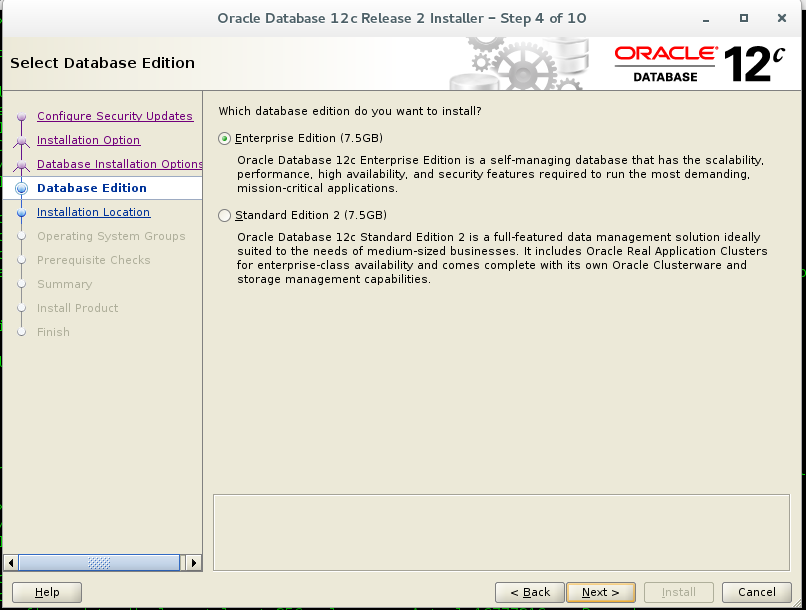 Oracle Database 12c Release 2 Installer – Step 4 of 10
Select Database Edition
ORACLE
DATABASE
12c
Configure Security Updates
Installation Option
Database Installation Options
Database Edition
Installation Location
Operating System Groups
Prerequisite Checks
Summary
Install Product
Finish
Which database edition do you want to install?
Enterprise Edition (7.5GB)
Oracle Database 12c Enterprise Edition is a self-managing database that has the scalability,
performance, high availability, and security features required to run the most demanding,
mission-critical applications.
Standard Edition 2 (7.5GB)
Oracle Database 12c Standard Edition 2 is a full-featured data management solution ideally
suited to the needs of medium-sized businesses. It includes Oracle Real Application Clusters
for enterprise-class availability and comes complete with its own Oracle Clusterware and
storage management capabilities.
Help
< Back
Next >
Install
Cancel